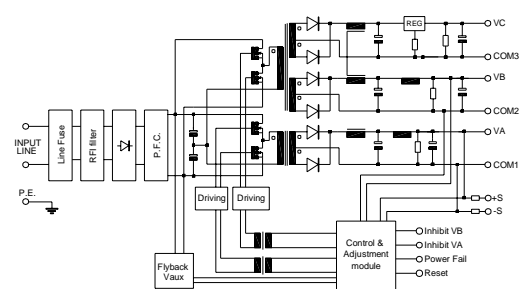 VC
REG
COM3
VB
COM2
VA
COM1
INPUT
LINE
Line Fuse
RFI filter
P.F.C.
P.E.
Driving
Driving
+S
-S
Control &
Adjustment
module
Inhibit VB
Inhibit VA
Power Fail
Reset
Flyback
Vaux